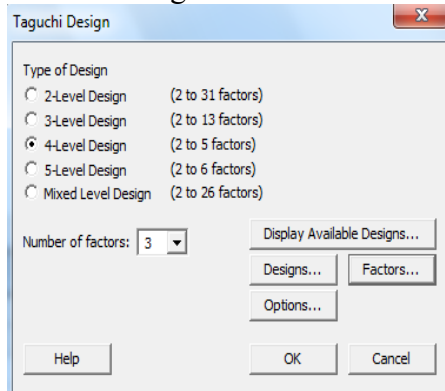 Taguchi Design
X
Type of Design
2-Level Design (2 to 31 factors)
3-Level Design (2 to 13 factors)
4-Level Design (2 to 5 factors)
5-Level Design (2 to 6 factors)
Mixed Level Design (2 to 26 factors)
Number of factors: 3
Display Available Designs...
Designs... Factors...
Options...
Help OK Cancel